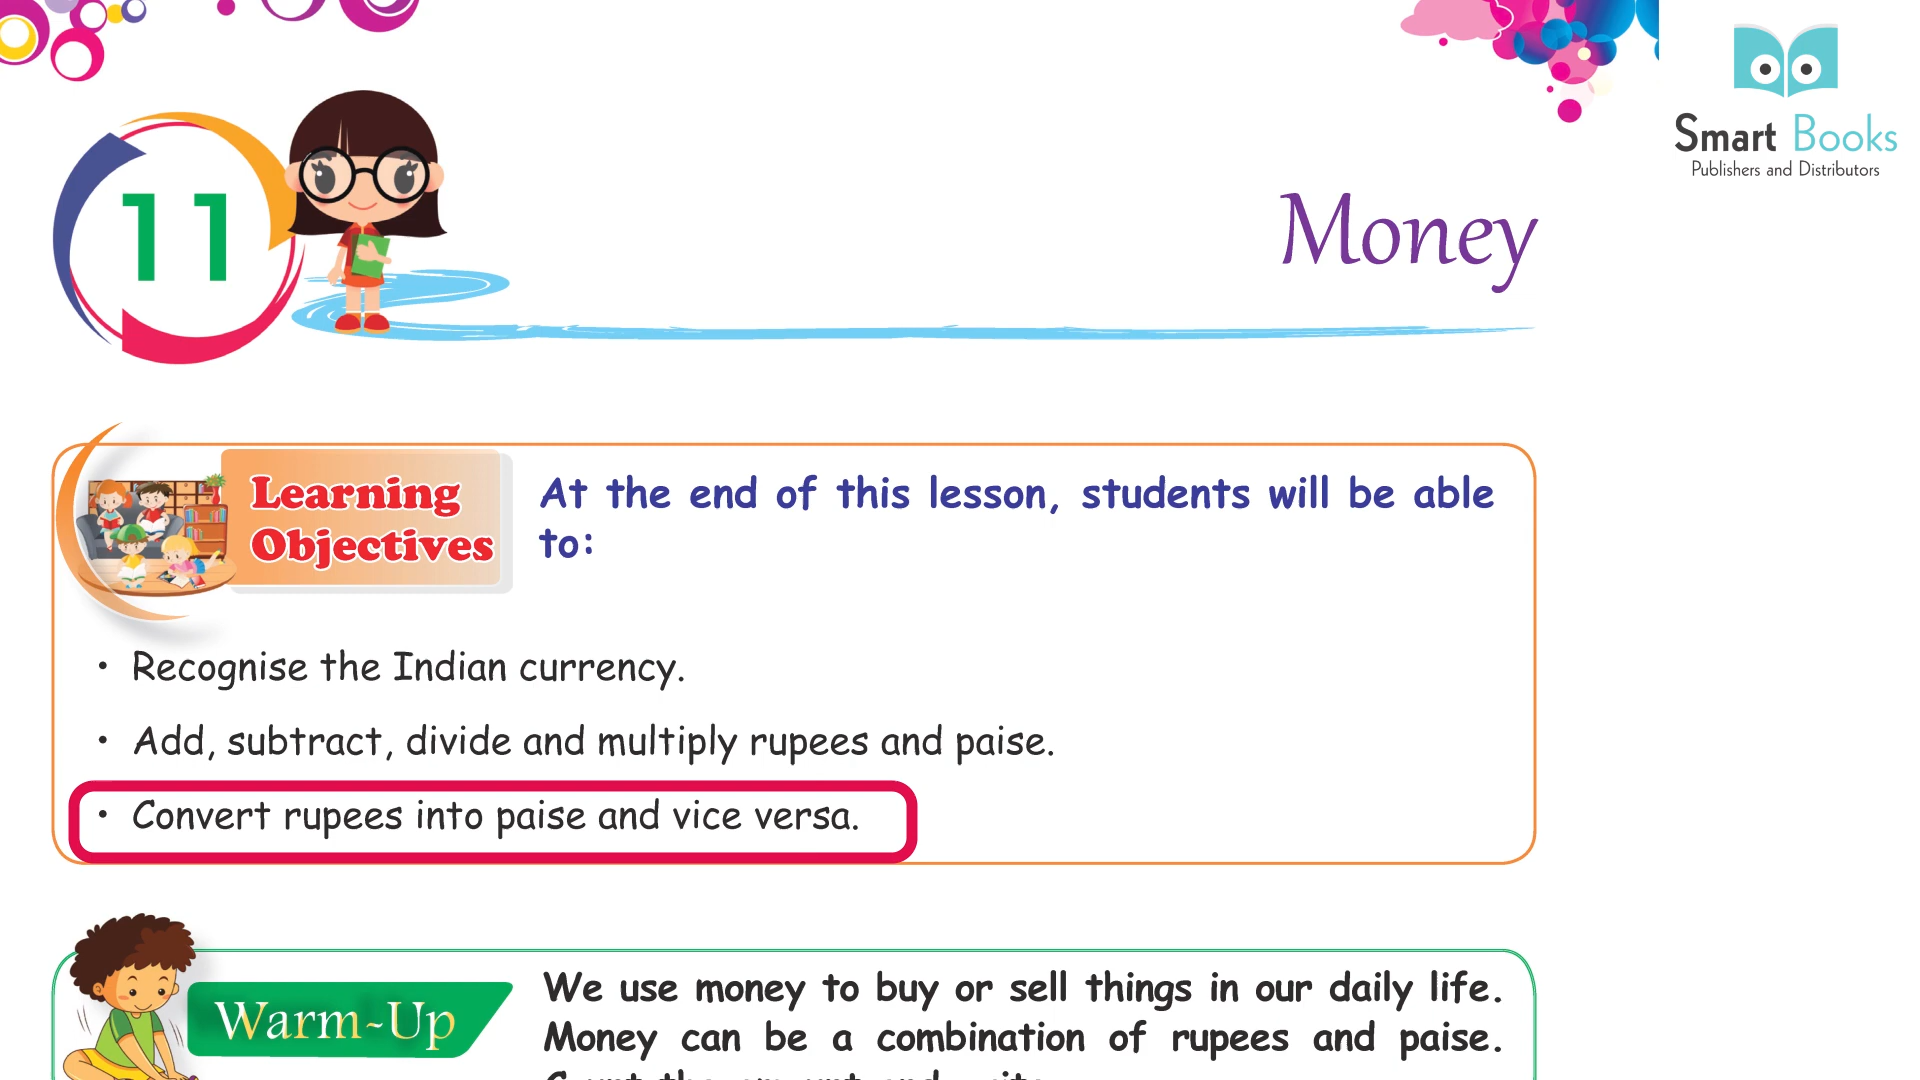 Smart Books
Publishers and Distributors
11
Money
Learning
Objectives
At the end of this lesson, students will be able
to:
• Recognise the Indian currency.
• Add, subtract, divide and multiply rupees and paise.
• Convert rupees into paise and vice versa.
Warm-Up
We use money to buy or sell things in our daily life.
Money can be a combination of rupees and paise.